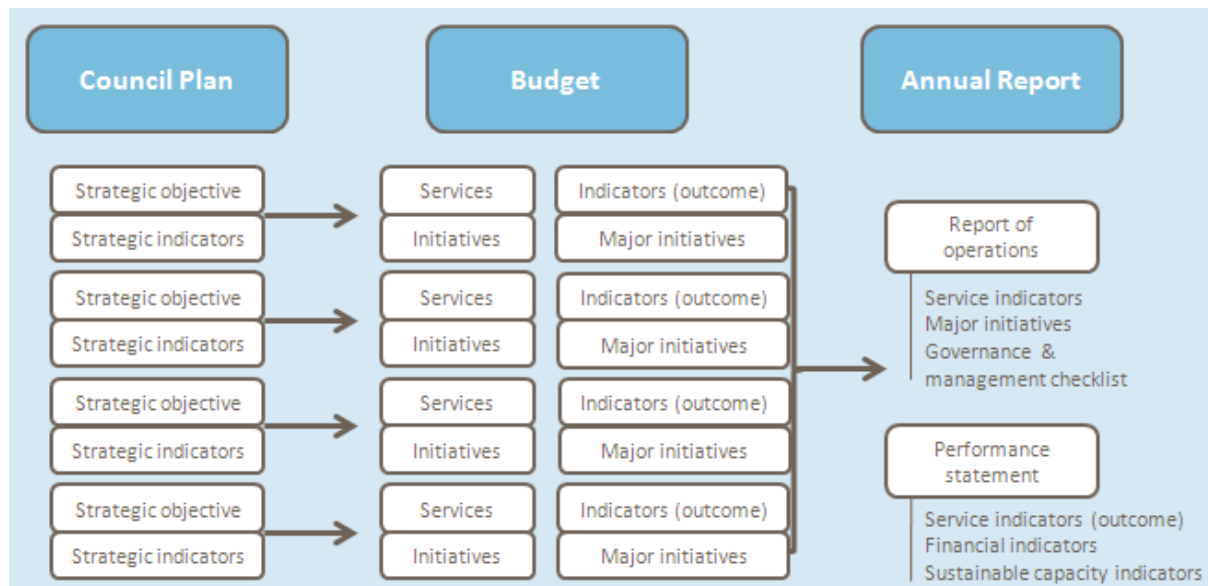 Council Plan
Budget
Annual Report
Strategic objective
Strategic indicators
Services
Initiatives
Indicators (outcome)
Major initiatives
Strategic objective
Strategic indicators
Services
Initiatives
Indicators (outcome)
Major initiatives
Strategic objective
Strategic indicators
Services
Initiatives
Indicators (outcome)
Major initiatives
Strategic objective
Strategic indicators
Services
Initiatives
Indicators (outcome)
Major initiatives
Report of
operations
Service indicators
Major initiatives
Governance &
management checklist
Performance
statement
Service indicators (outcome)
Financial indicators
Sustainable capacity indicators